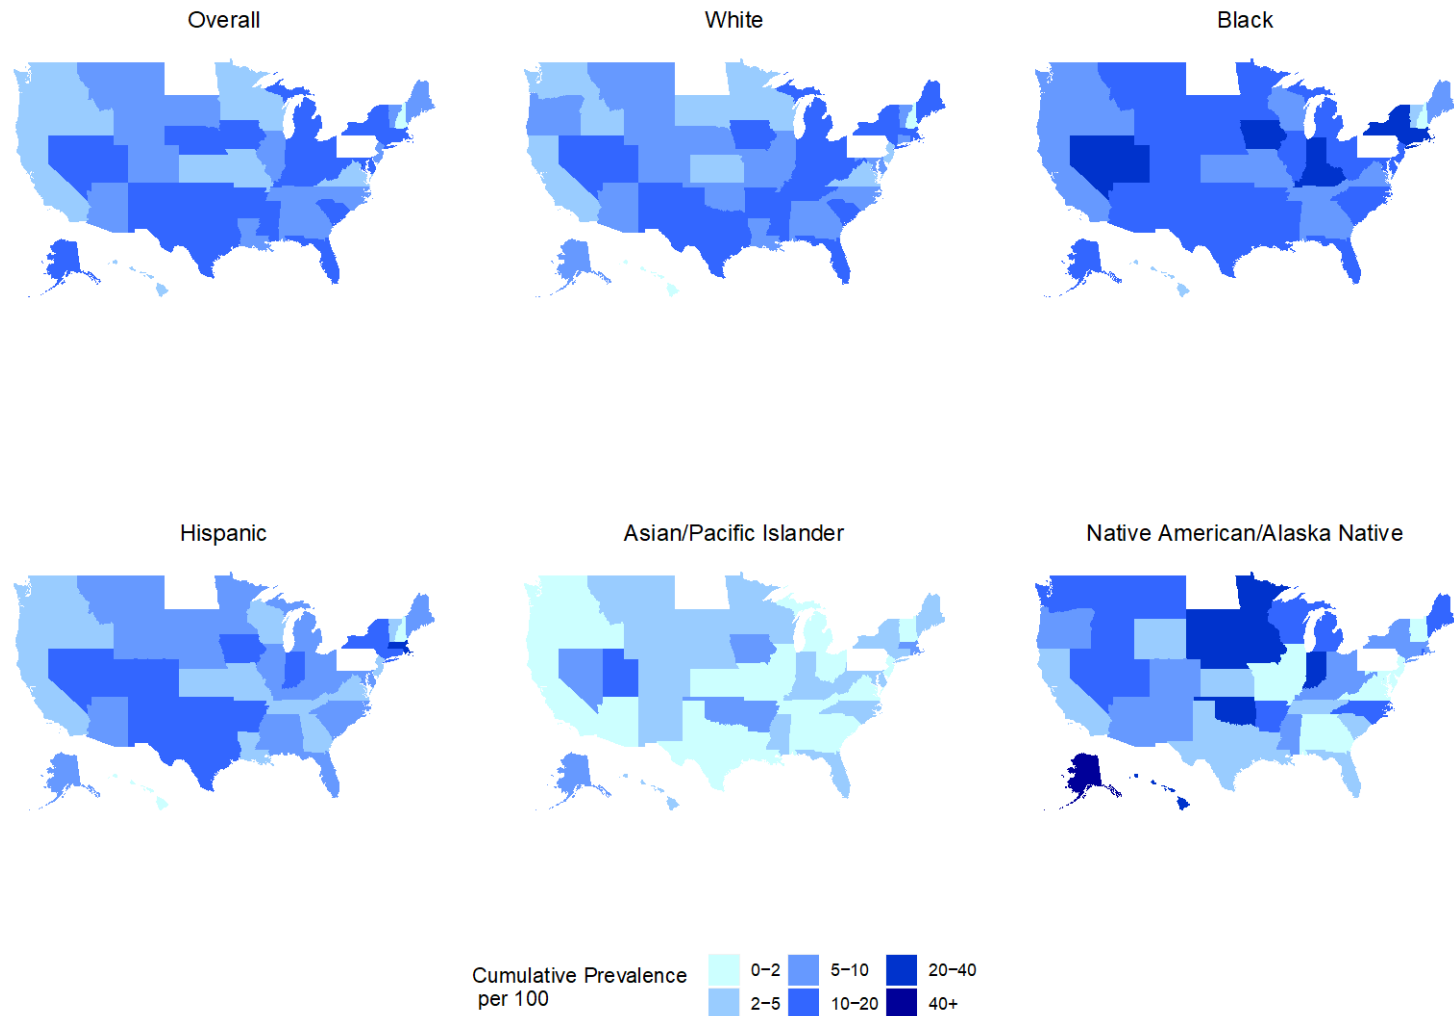 Overall
White
Black
Hispanic
Asian/Pacific Islander
Native American/Alaska Native
Cumulative Prevalence
per 100
0−2
5−10
20−40
2−5
10−20
40+